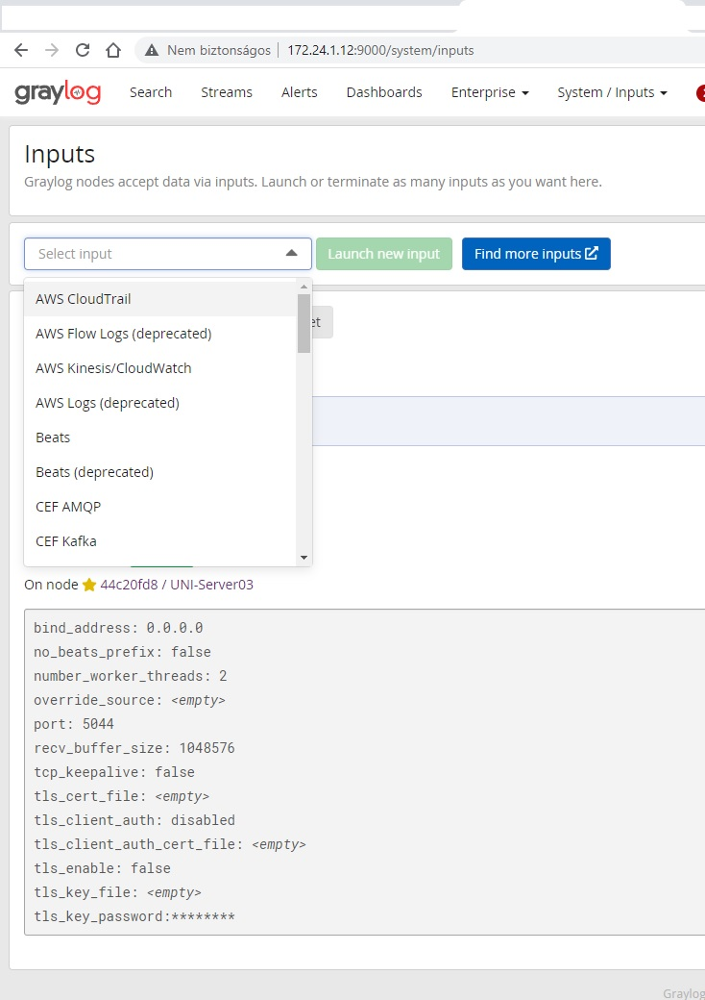 Nem biztonságos 172.24.1.12:9000/system/inputs
graylog Search Streams Alerts Dashboards Enterprise System / Inputs
Inputs
Graylog nodes accept data via inputs. Launch or terminate as many inputs as you want here.
Select input Launch new input Find more inputs
AWS CloudTrail
et
AWS Flow Logs (deprecated)
AWS Kinesis/CloudWatch
AWS Logs (deprecated)
Beats
Beats (deprecated)
CEF AMQP
CEF Kafka
On node 44c20fd8 / UNI-Server03
bind_address: 0.0.0.0
no_beats_prefix: false
number_worker_threads: 2
override_source: <empty>
port: 5044
recv_buffer_size: 1048576
tcp_keepalive: false
tls_cert_file: <empty>
tls_client_auth: disabled
tls_client_auth_cert_file: <empty>
tls_enable: false
tls_key_file: <empty>
tls_key_password:********
Graylog